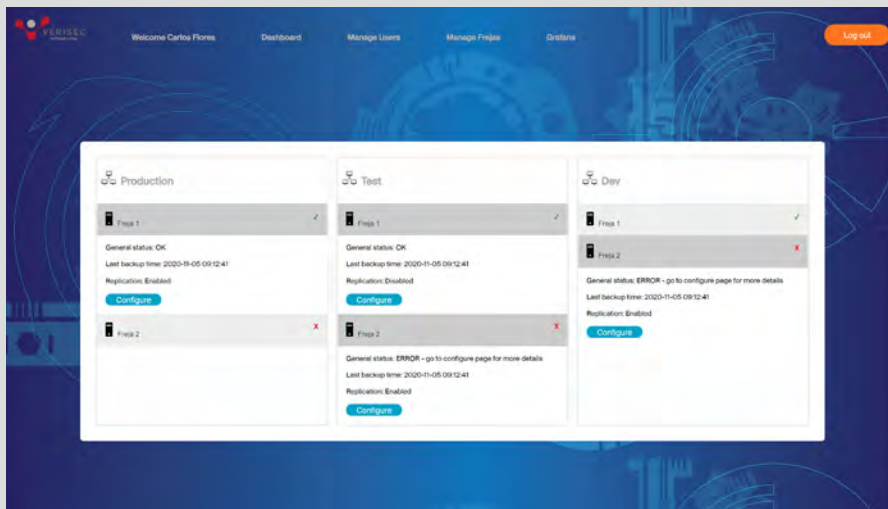 VERISEC
Welcome Carlos Flores
Dashboard
Manage Users
Manage Frejas
Grafana
Log out
Production
Freja 1
✓
General status: OK
Last backup time: 2020-11-05 09:12:41
Replication: Enabled
Configure
Freja 2
X
Test
Freja 1
✓
General status: OK
Last backup time: 2020-11-05 09:12:41
Replication: Disabled
Configure
Freja 2
X
General status: ERROR - go to configure page for more details
Last backup time: 2020-11-05 09:12:41
Replication: Enabled
Configure
Dev
Freja 1
✓
Freja 2
X
General status: ERROR - go to configure page for more details
Last backup time: 2020-11-05 09:12:41
Replication: Enabled
Configure